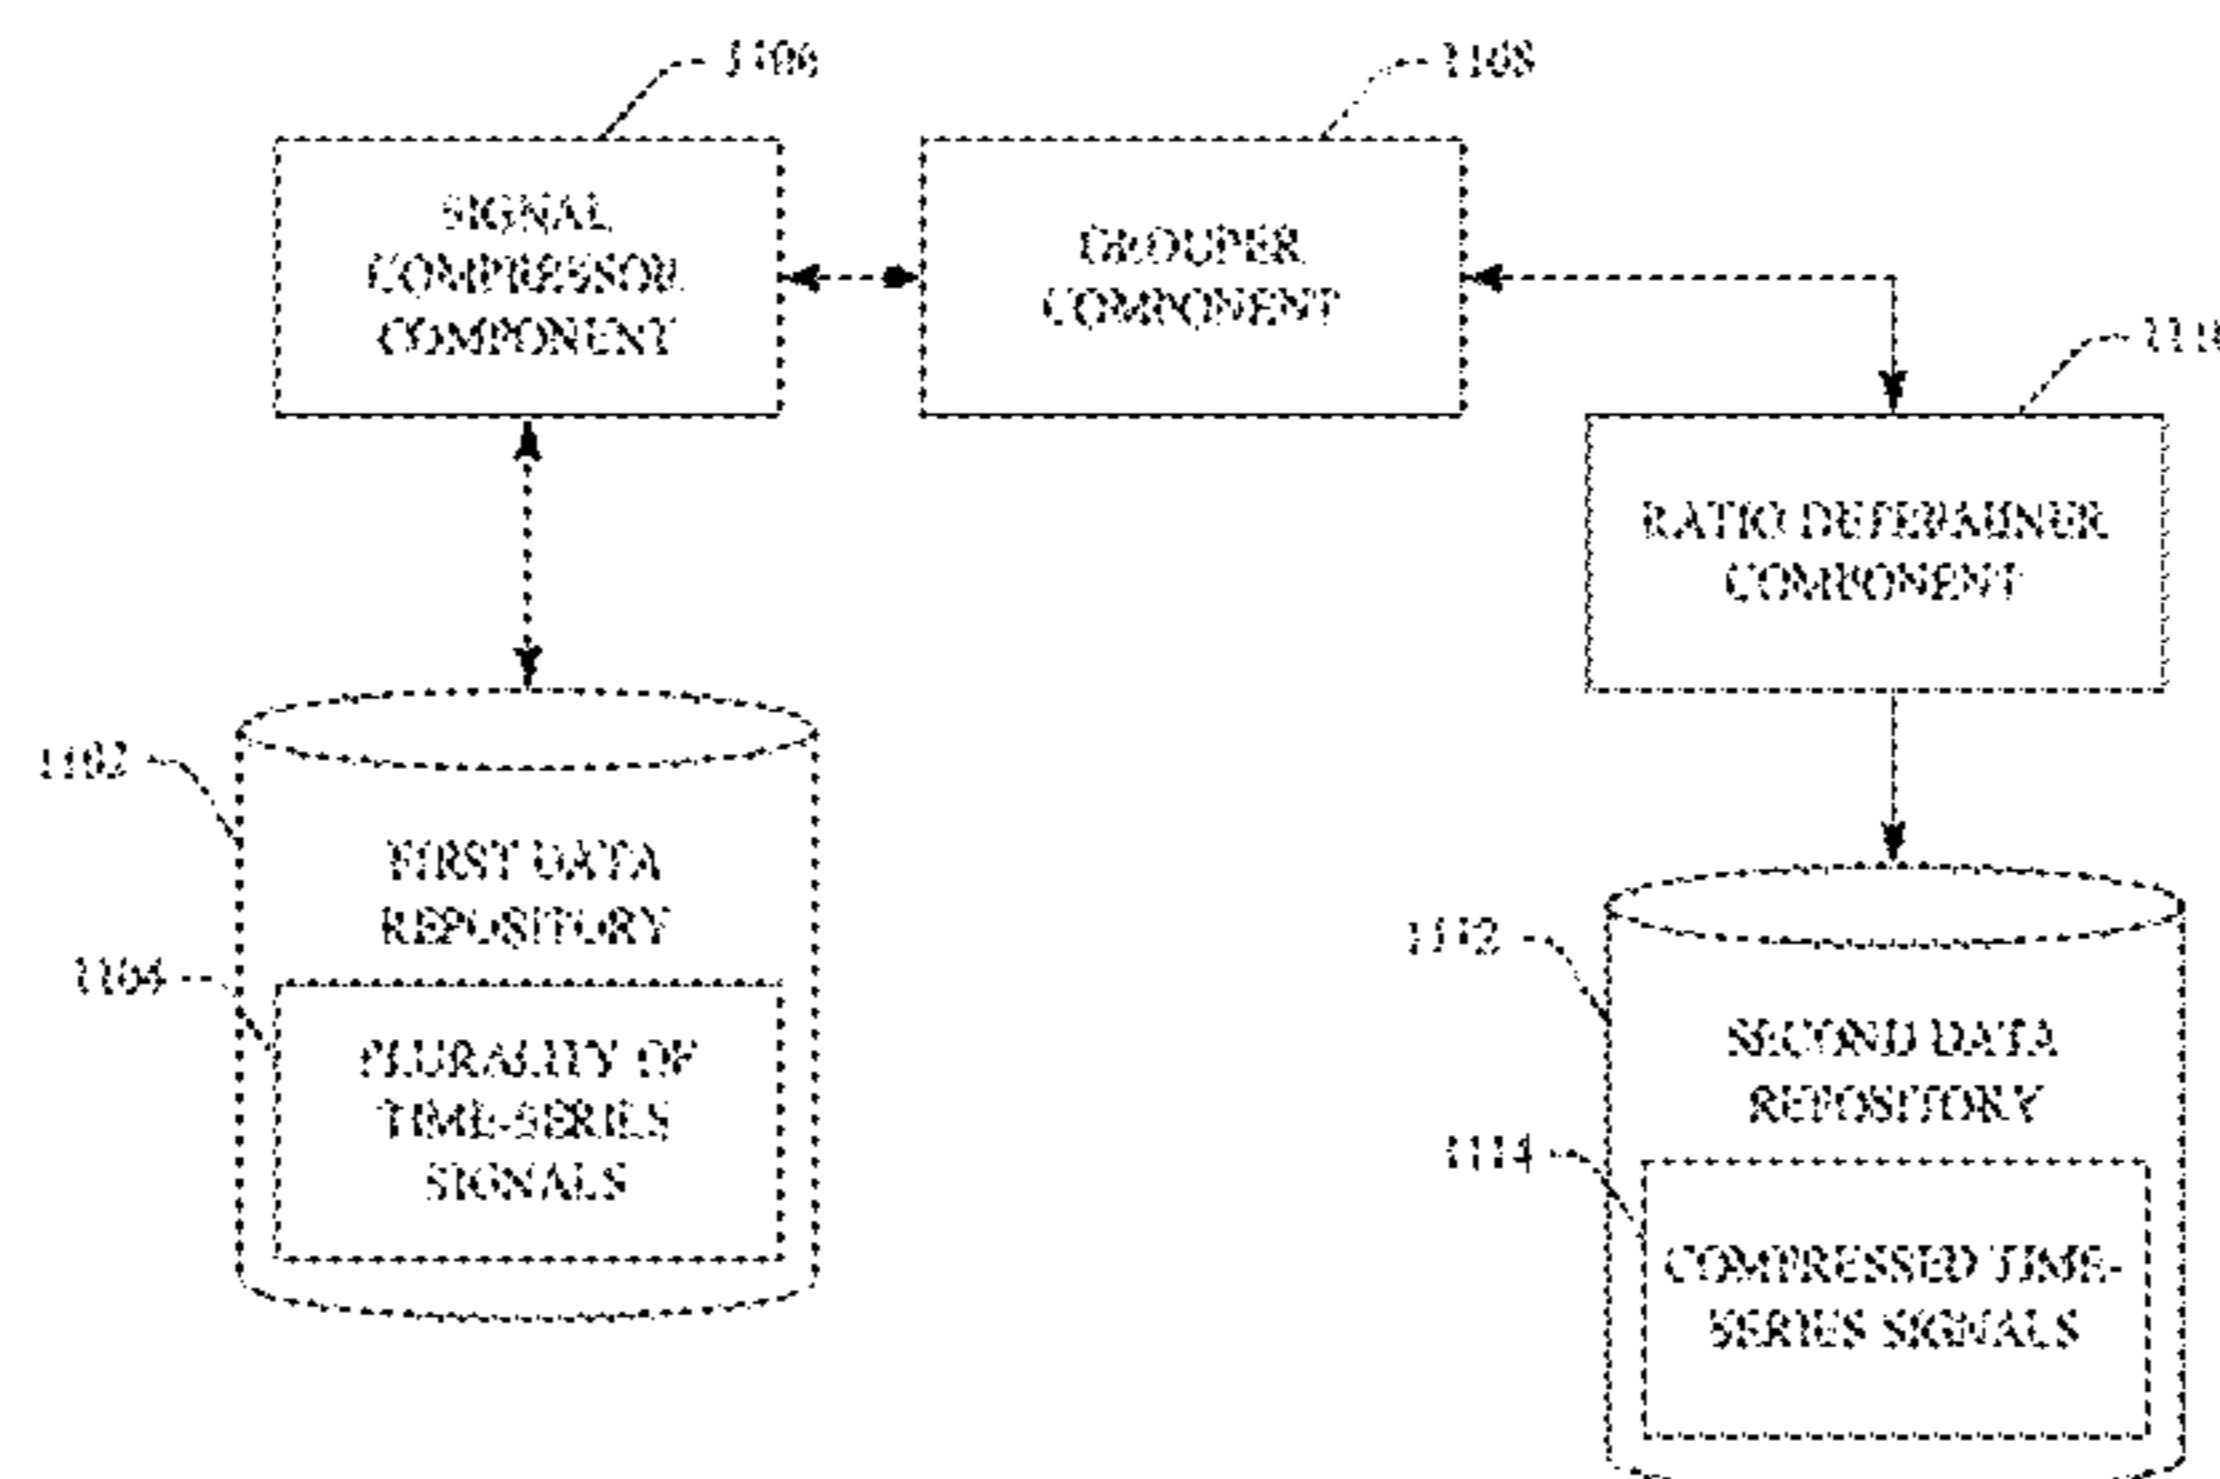 1106
1108
SIGNAL
COMPRESSOR
COMPONENT
GROUPER
COMPONENT
RATIO DETERMINER
COMPONENT
1102
FIRST DATA
REPOSITORY
1112
1104
SECOND DATA
REPOSITORY
PLURALITY OF
TIME-SERIES
SIGNALS
1114
COMPRESSED TIME-
SERIES SIGNALS